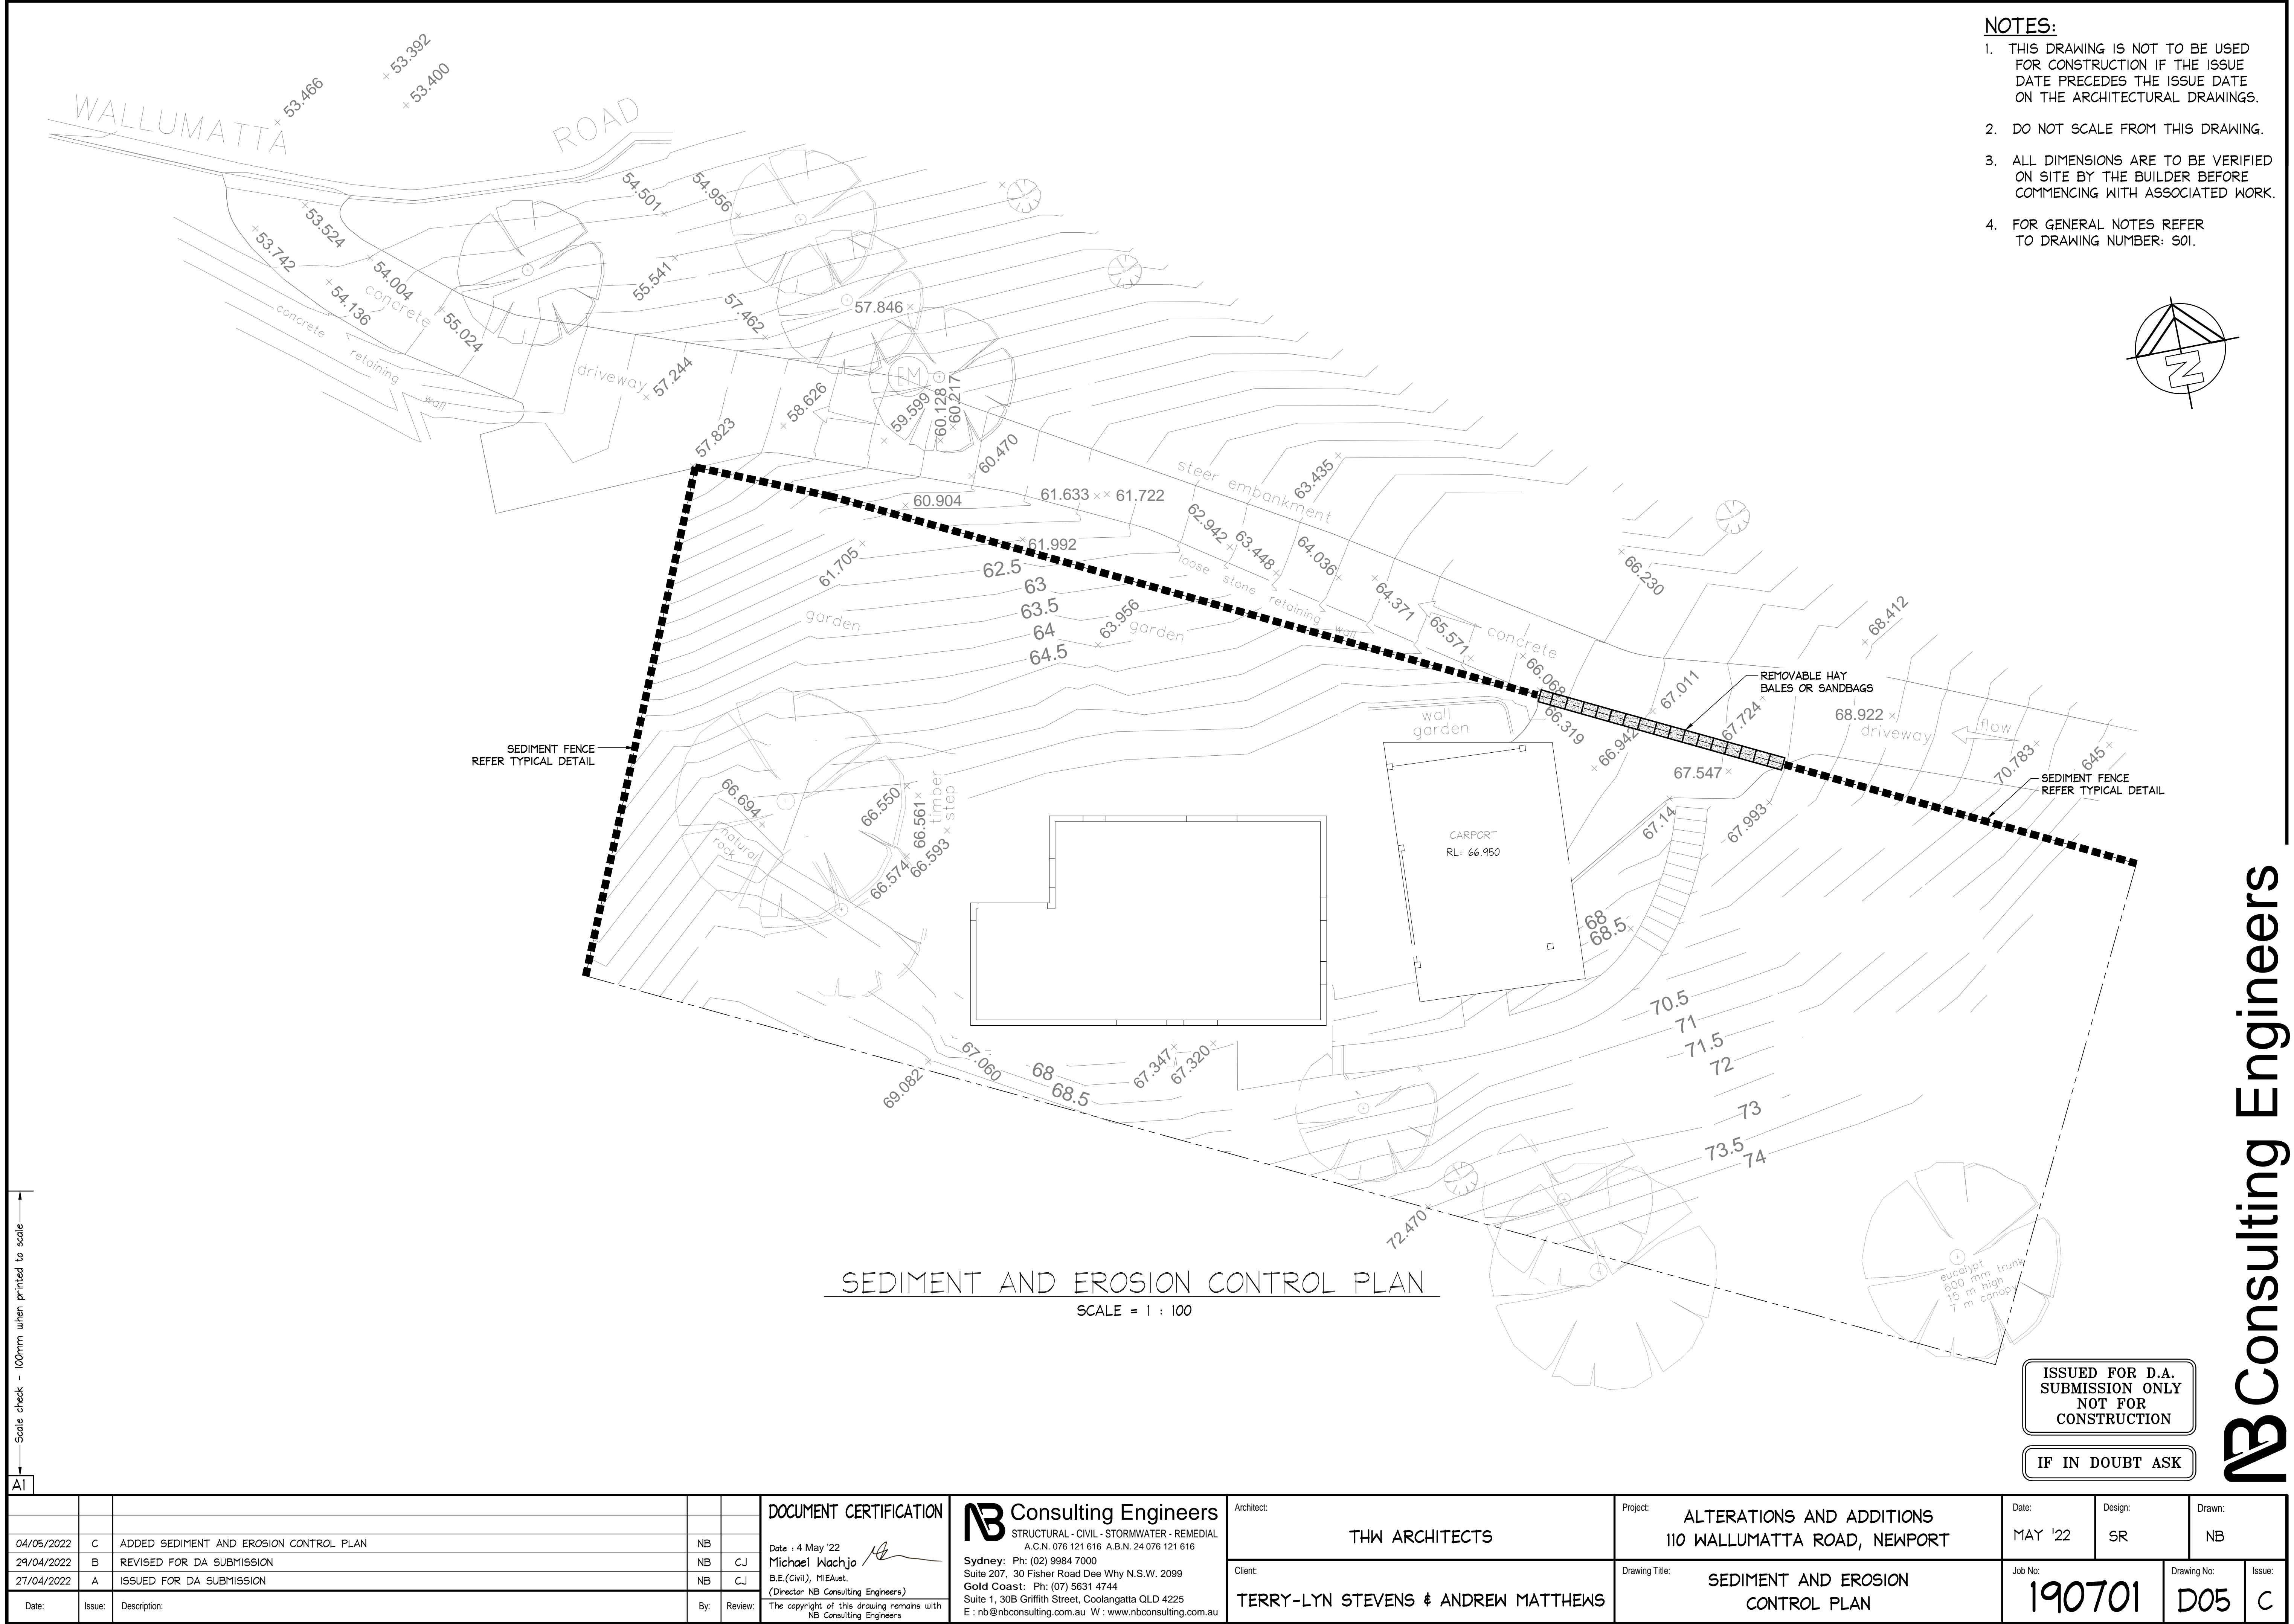 NOTES:
1. THIS DRAWING IS NOT TO BE USED
FOR CONSTRUCTION IF THE ISSUE
DATE PRECEDES THE ISSUE DATE
ON THE ARCHITECTURAL DRAWINGS.
2. DO NOT SCALE FROM THIS DRAWING.
3. ALL DIMENSIONS ARE TO BE VERIFIED
ON SITE BY THE BUILDER BEFORE
COMMENCING WITH ASSOCIATED WORK.
4. FOR GENERAL NOTES REFER
TO DRAWING NUMBER: S01.
N
WALLUMATTA ROAD
53.392
53.400
53.466
54.501
54.956
53.524
53.742
54.004
54.136
concrete
55.024
concrete retaining wall
55.541
57.462
57.846
driveway
57.244
58.626
EM
59.599
60.128
60.217
57.823
60.470
60.904
61.633
61.722
steer embankment
63.435
62.942
63.448
64.036
61.992
61.705
62.5
63
63.5
64
64.5
63.956
garden
garden
loose stone retaining wall
64.371
65.571
concrete
66.068
66.230
68.412
66.319
66.942
67.011
67.724
REMOVABLE HAY
BALES OR SANDBAGS
68.922
driveway
flow
70.783
645
67.547
SEDIMENT FENCE
REFER TYPICAL DETAIL
SEDIMENT FENCE
REFER TYPICAL DETAIL
wall
garden
66.694
natural
rock
66.550
66.561
timber
step
66.574
66.593
CARPORT
RL: 66.950
67.14
67.993
68
68.5
70.5
71
71.5
72
73
73.5
74
67.060
69.082
68
68.5
67.347
67.320
72.470
eucalypt
600 mm trunk
15 m high
7 m canopy
SEDIMENT AND EROSION CONTROL PLAN
SCALE = 1 : 100
ISSUED FOR D.A.
SUBMISSION ONLY
NOT FOR
CONSTRUCTION
IF IN DOUBT ASK
NB Consulting Engineers
Scale check - 100mm when printed to scale
A1
04/05/2022 C ADDED SEDIMENT AND EROSION CONTROL PLAN NB
29/04/2022 B REVISED FOR DA SUBMISSION NB CJ
27/04/2022 A ISSUED FOR DA SUBMISSION NB CJ
Date: Issue: Description: By: Review:
DOCUMENT CERTIFICATION
Date : 4 May '22
Michael Wachjo
B.E.(Civil), MIEAust.
(Director NB Consulting Engineers)
The copyright of this drawing remains with
NB Consulting Engineers
NB Consulting Engineers
STRUCTURAL - CIVIL - STORMWATER - REMEDIAL
A.C.N. 076 121 616 A.B.N. 24 076 121 616
Sydney: Ph: (02) 9984 7000
Suite 207, 30 Fisher Road Dee Why N.S.W. 2099
Gold Coast: Ph: (07) 5631 4744
Suite 1, 30B Griffith Street, Coolangatta QLD 4225
E : nb@nbconsulting.com.au W : www.nbconsulting.com.au
Architect:
THW ARCHITECTS
Client:
TERRY-LYN STEVENS & ANDREW MATTHEWS
Project:
ALTERATIONS AND ADDITIONS
110 WALLUMATTA ROAD, NEWPORT
Drawing Title:
SEDIMENT AND EROSION
CONTROL PLAN
Date:
MAY '22
Design:
SR
Drawn:
NB
Job No:
190701
Drawing No:
D05
Issue:
C